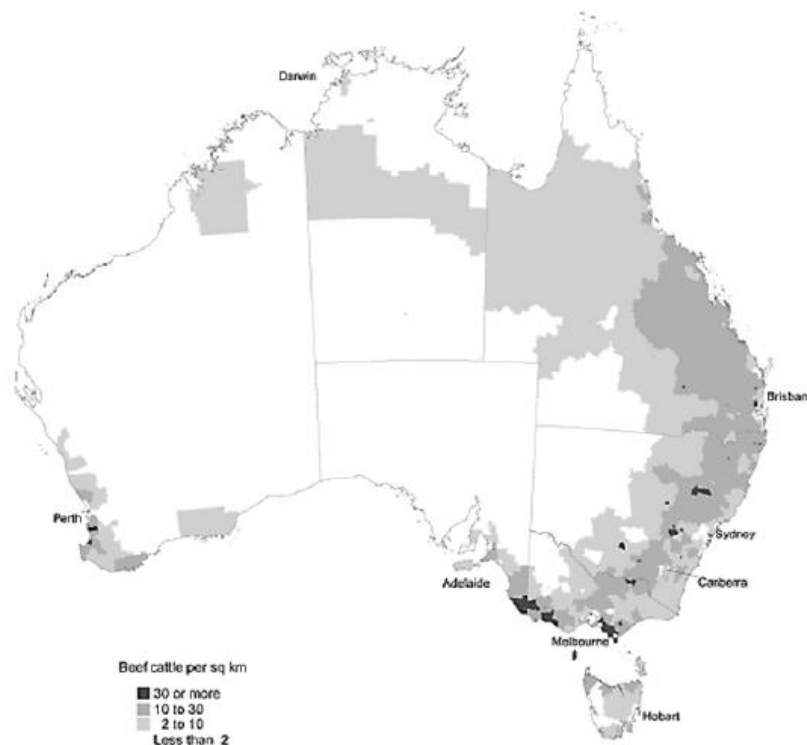 Darwin
Brisban
Perth
Sydney
Adelaide
Canberra
Melbourne
Hobart
Beef cattle per sq km
30 or more
10 to 30
2 to 10
Less than 2